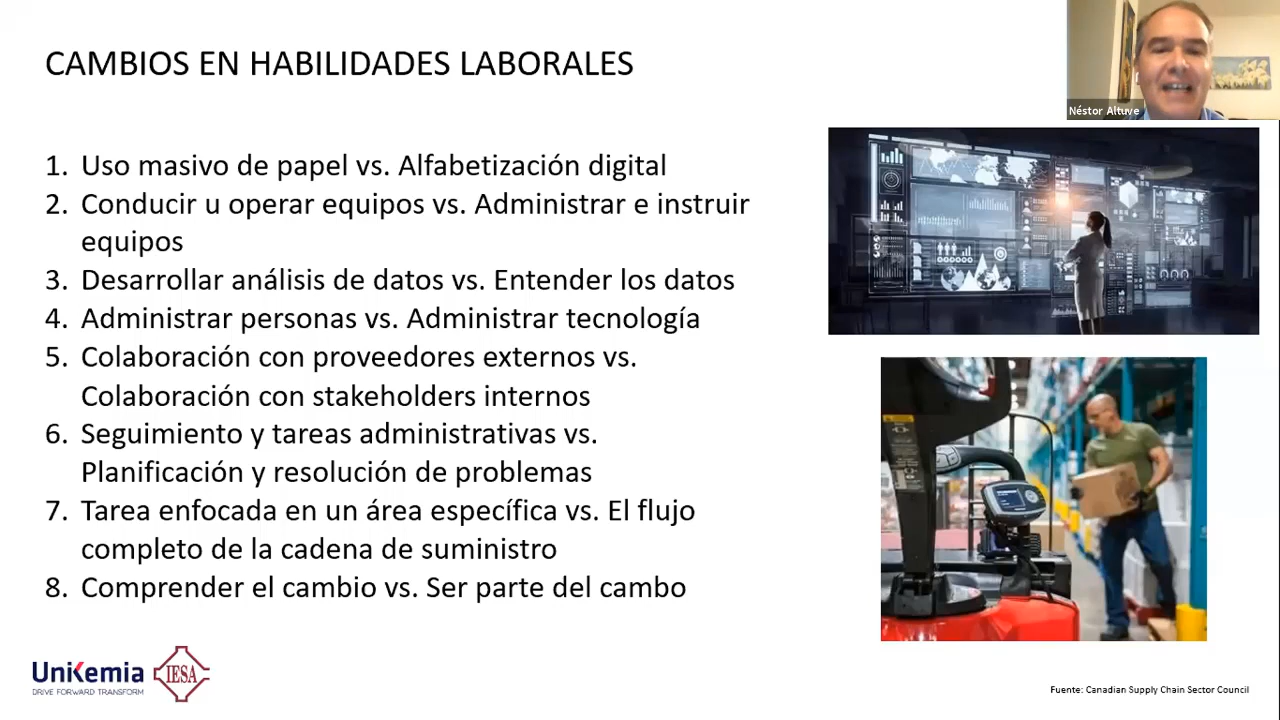 CAMBIOS EN HABILIDADES LABORALES
Néstor Altuve
1. Uso masivo de papel vs. Alfabetización digital
2. Conducir u operar equipos vs. Administrar e instruir
equipos
3. Desarrollar análisis de datos vs. Entender los datos
4. Administrar personas vs. Administrar tecnología
5. Colaboración con proveedores externos vs.
Colaboración con stakeholders internos
6. Seguimiento y tareas administrativas vs.
Planificación y resolución de problemas
7. Tarea enfocada en un área específica vs. El flujo
completo de la cadena de suministro
8. Comprender el cambio vs. Ser parte del cambo
UniKemia
DRIVE FORWARD TRANSFORM
IESA
Fuente: Canadian Supply Chain Sector Council